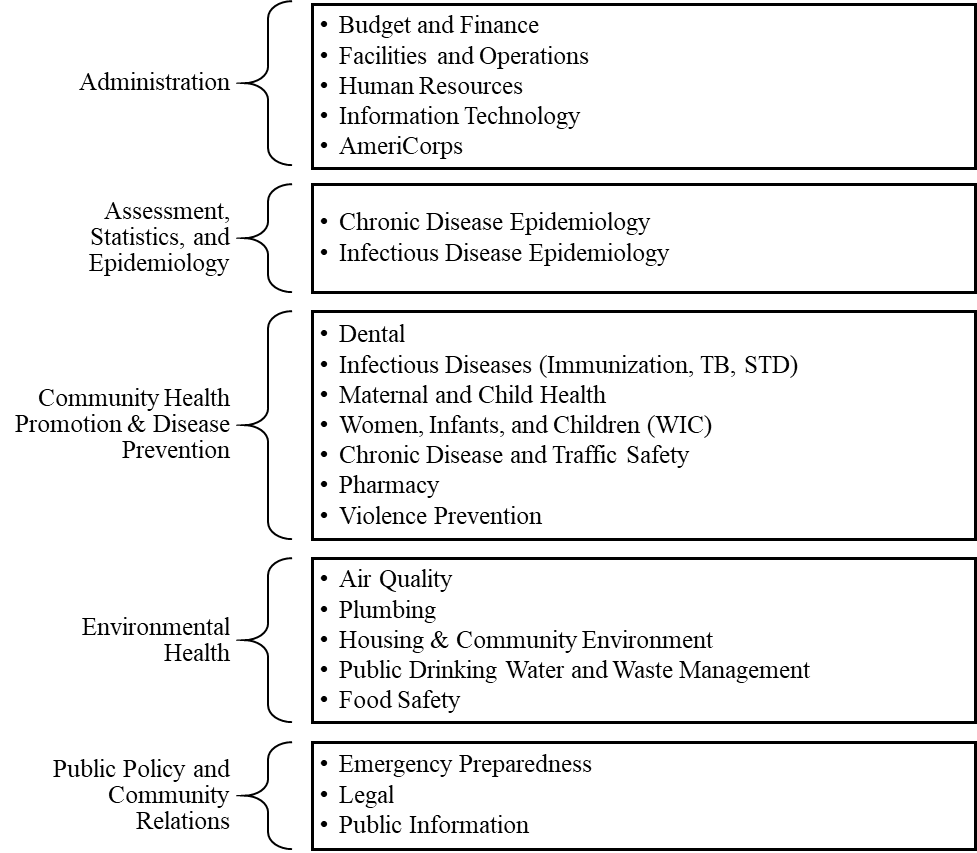 Administration
• Budget and Finance
• Facilities and Operations
• Human Resources
• Information Technology
• AmeriCorps
Assessment,
Statistics, and
Epidemiology
• Chronic Disease Epidemiology
• Infectious Disease Epidemiology
Community Health
Promotion & Disease
Prevention
• Dental
• Infectious Diseases (Immunization, TB, STD)
• Maternal and Child Health
• Women, Infants, and Children (WIC)
• Chronic Disease and Traffic Safety
• Pharmacy
• Violence Prevention
Environmental
Health
• Air Quality
• Plumbing
• Housing & Community Environment
• Public Drinking Water and Waste Management
• Food Safety
Public Policy and
Community
Relations
• Emergency Preparedness
• Legal
• Public Information